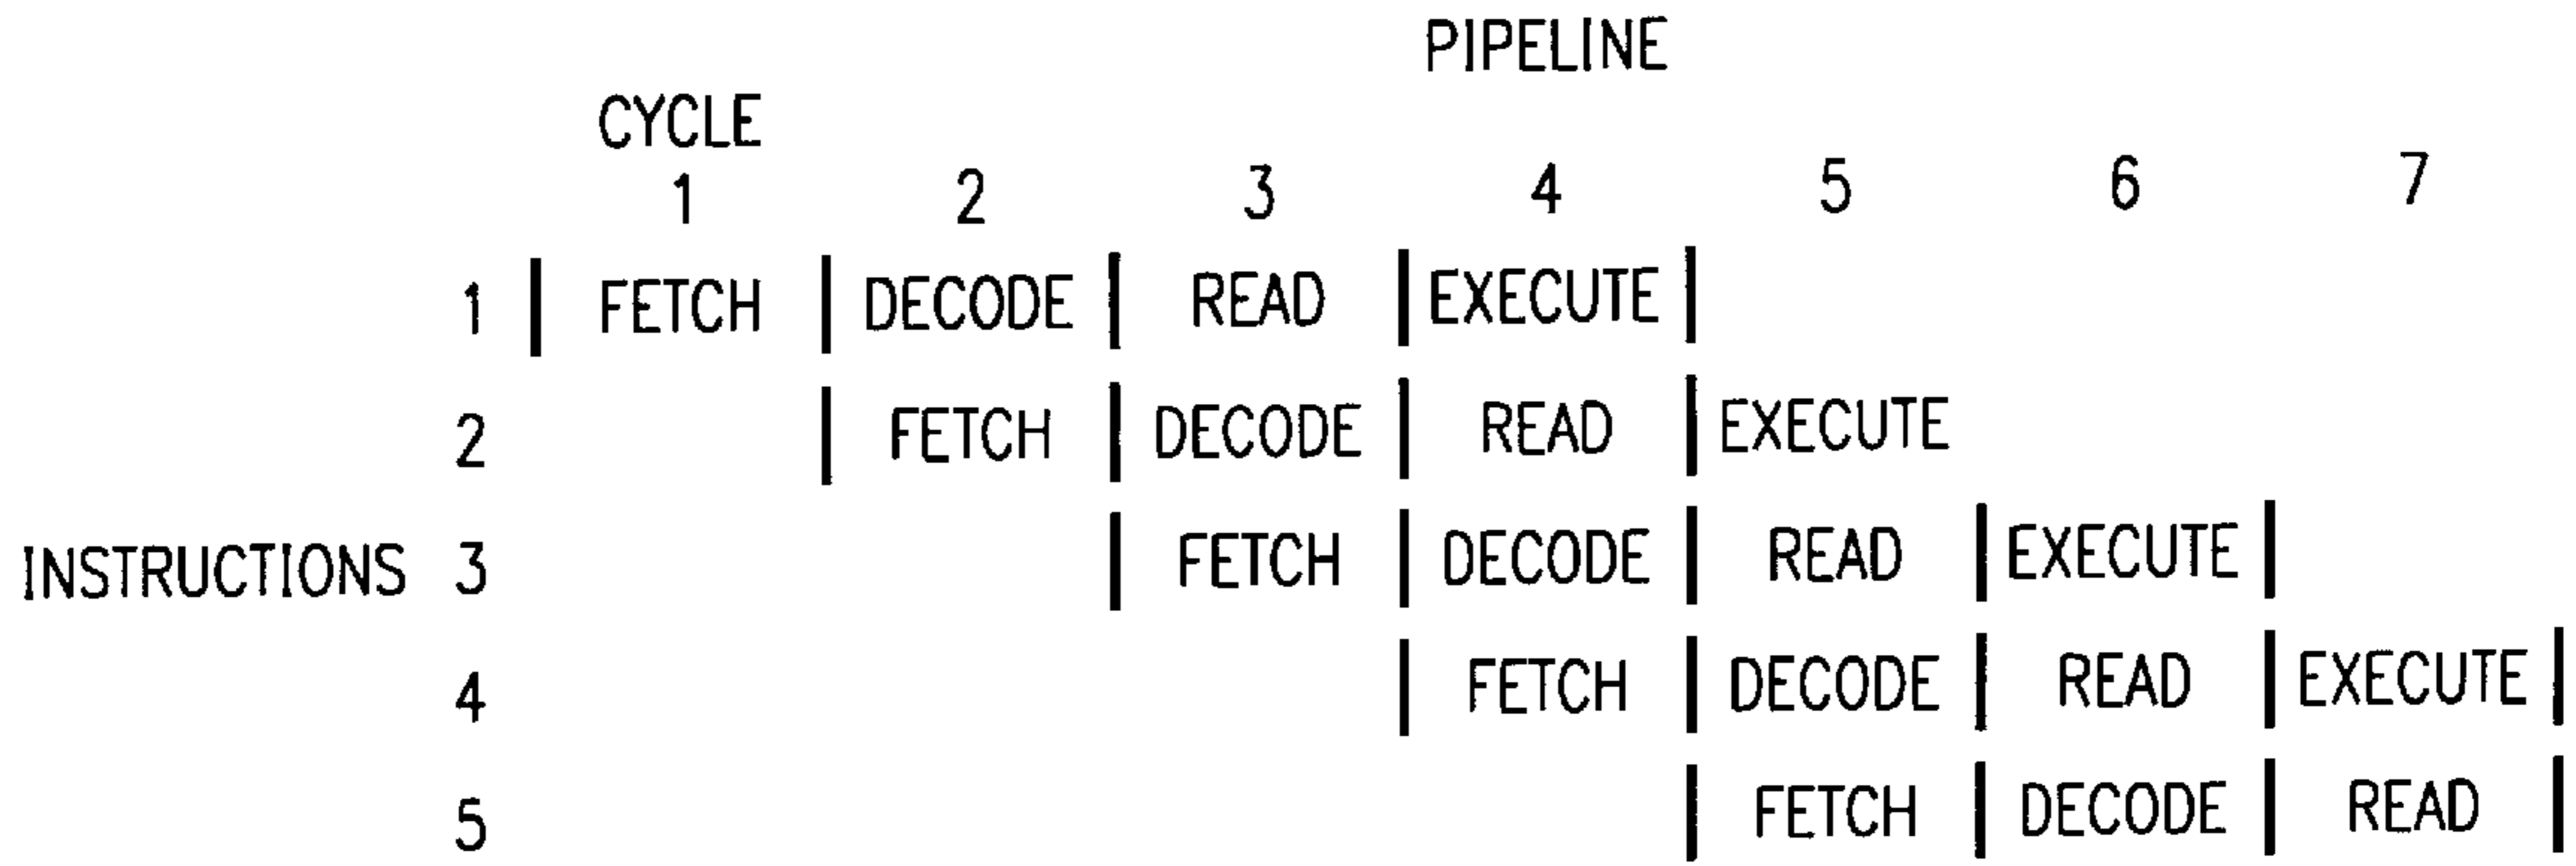 PIPELINE
CYCLE
1 2 3 4 5 6 7
1 | FETCH | DECODE | READ | EXECUTE |
2 | FETCH | DECODE | READ | EXECUTE
INSTRUCTIONS 3 | FETCH | DECODE | READ | EXECUTE |
4 | FETCH | DECODE | READ | EXECUTE |
5 | FETCH | DECODE | READ |